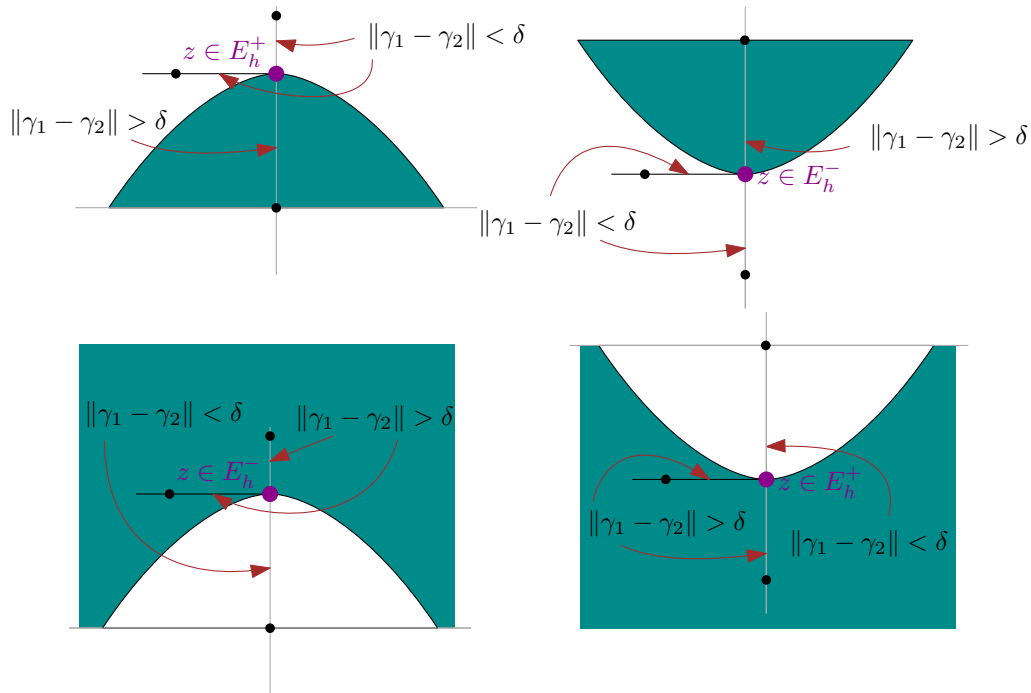 z ∈ E_h^+
‖γ_1 − γ_2‖ < δ
‖γ_1 − γ_2‖ > δ
‖γ_1 − γ_2‖ > δ
z ∈ E_h^-
‖γ_1 − γ_2‖ < δ
‖γ_1 − γ_2‖ < δ
‖γ_1 − γ_2‖ > δ
z ∈ E_h^-
z ∈ E_h^+
‖γ_1 − γ_2‖ > δ
‖γ_1 − γ_2‖ < δ